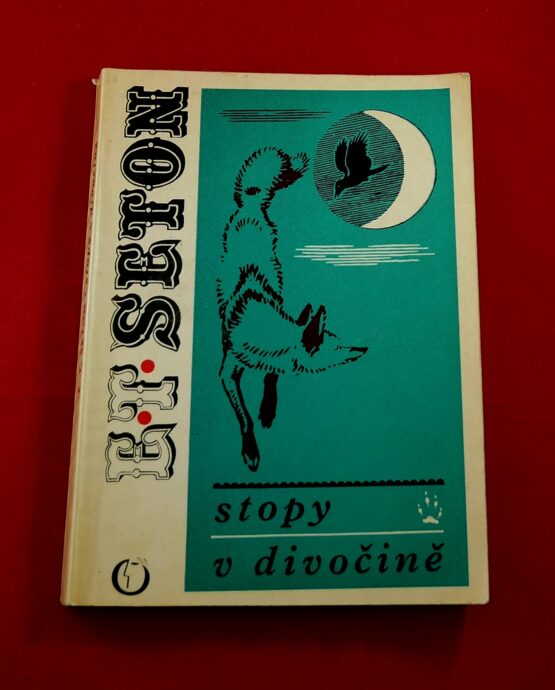 E.T. SETON
stopy
v divočině